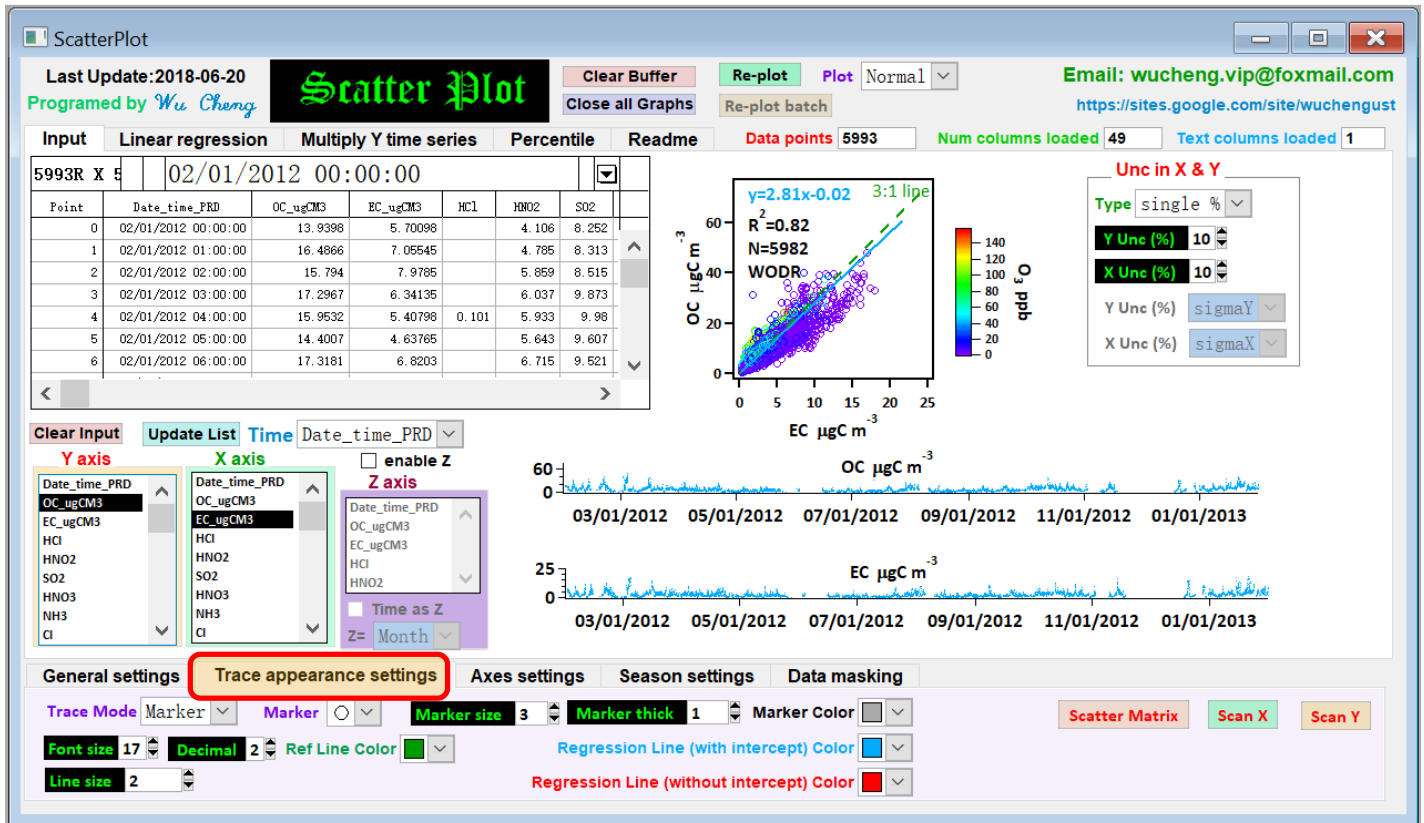 ScatterPlot
Last Update:2018-06-20
Programed by Wu Cheng
Scatter Plot
Clear Buffer
Close all Graphs
Re-plot
Plot Normal
Re-plot batch
Email: wucheng.vip@foxmail.com
https://sites.google.com/site/wuchengust
Input Linear regression Multiply Y time series Percentile Readme
Data points 5993 Num columns loaded 49 Text columns loaded 1
5993R X 5 02/01/2012 00:00:00
Point Date_time_PRD OC_ugCM3 EC_ugCM3 HCl HNO2 SO2
0 02/01/2012 00:00:00 13.9398 5.70098 4.106 8.252
1 02/01/2012 01:00:00 16.4866 7.05545 4.785 8.313
2 02/01/2012 02:00:00 15.794 7.9785 5.859 8.515
3 02/01/2012 03:00:00 17.2967 6.34135 6.037 9.873
4 02/01/2012 04:00:00 15.9532 5.40798 0.101 5.933 9.98
5 02/01/2012 05:00:00 14.4007 4.63765 5.643 9.607
6 02/01/2012 06:00:00 17.3181 6.8203 6.715 9.521
y=2.81x-0.02 3:1 line
R²=0.82
N=5982
WODR
60
40
20
0
OC µgC m⁻³
0 5 10 15 20 25
EC µgC m⁻³
140
120
100
80
60
40
20
0
O₃ ppb
Unc in X & Y
Type single %
Y Unc (%) 10
X Unc (%) 10
Y Unc (%) sigmaY
X Unc (%) sigmaX
Clear Input Update List Time Date_time_PRD
Y axis
Date_time_PRD
OC_ugCM3
EC_ugCM3
HCl
HNO2
SO2
HNO3
NH3
Cl
X axis
Date_time_PRD
OC_ugCM3
EC_ugCM3
HCl
HNO2
SO2
HNO3
NH3
Cl
enable Z
Z axis
Date_time_PRD
OC_ugCM3
EC_ugCM3
HCl
HNO2
Time as Z
Z= Month
OC µgC m⁻³
60
0
03/01/2012 05/01/2012 07/01/2012 09/01/2012 11/01/2012 01/01/2013
EC µgC m⁻³
25
0
03/01/2012 05/01/2012 07/01/2012 09/01/2012 11/01/2012 01/01/2013
General settings Trace appearance settings Axes settings Season settings Data masking
Trace Mode Marker Marker Marker size 3 Marker thick 1 Marker Color
Scatter Matrix Scan X Scan Y
Font size 17 Decimal 2 Ref Line Color Regression Line (with intercept) Color
Line size 2 Regression Line (without intercept) Color